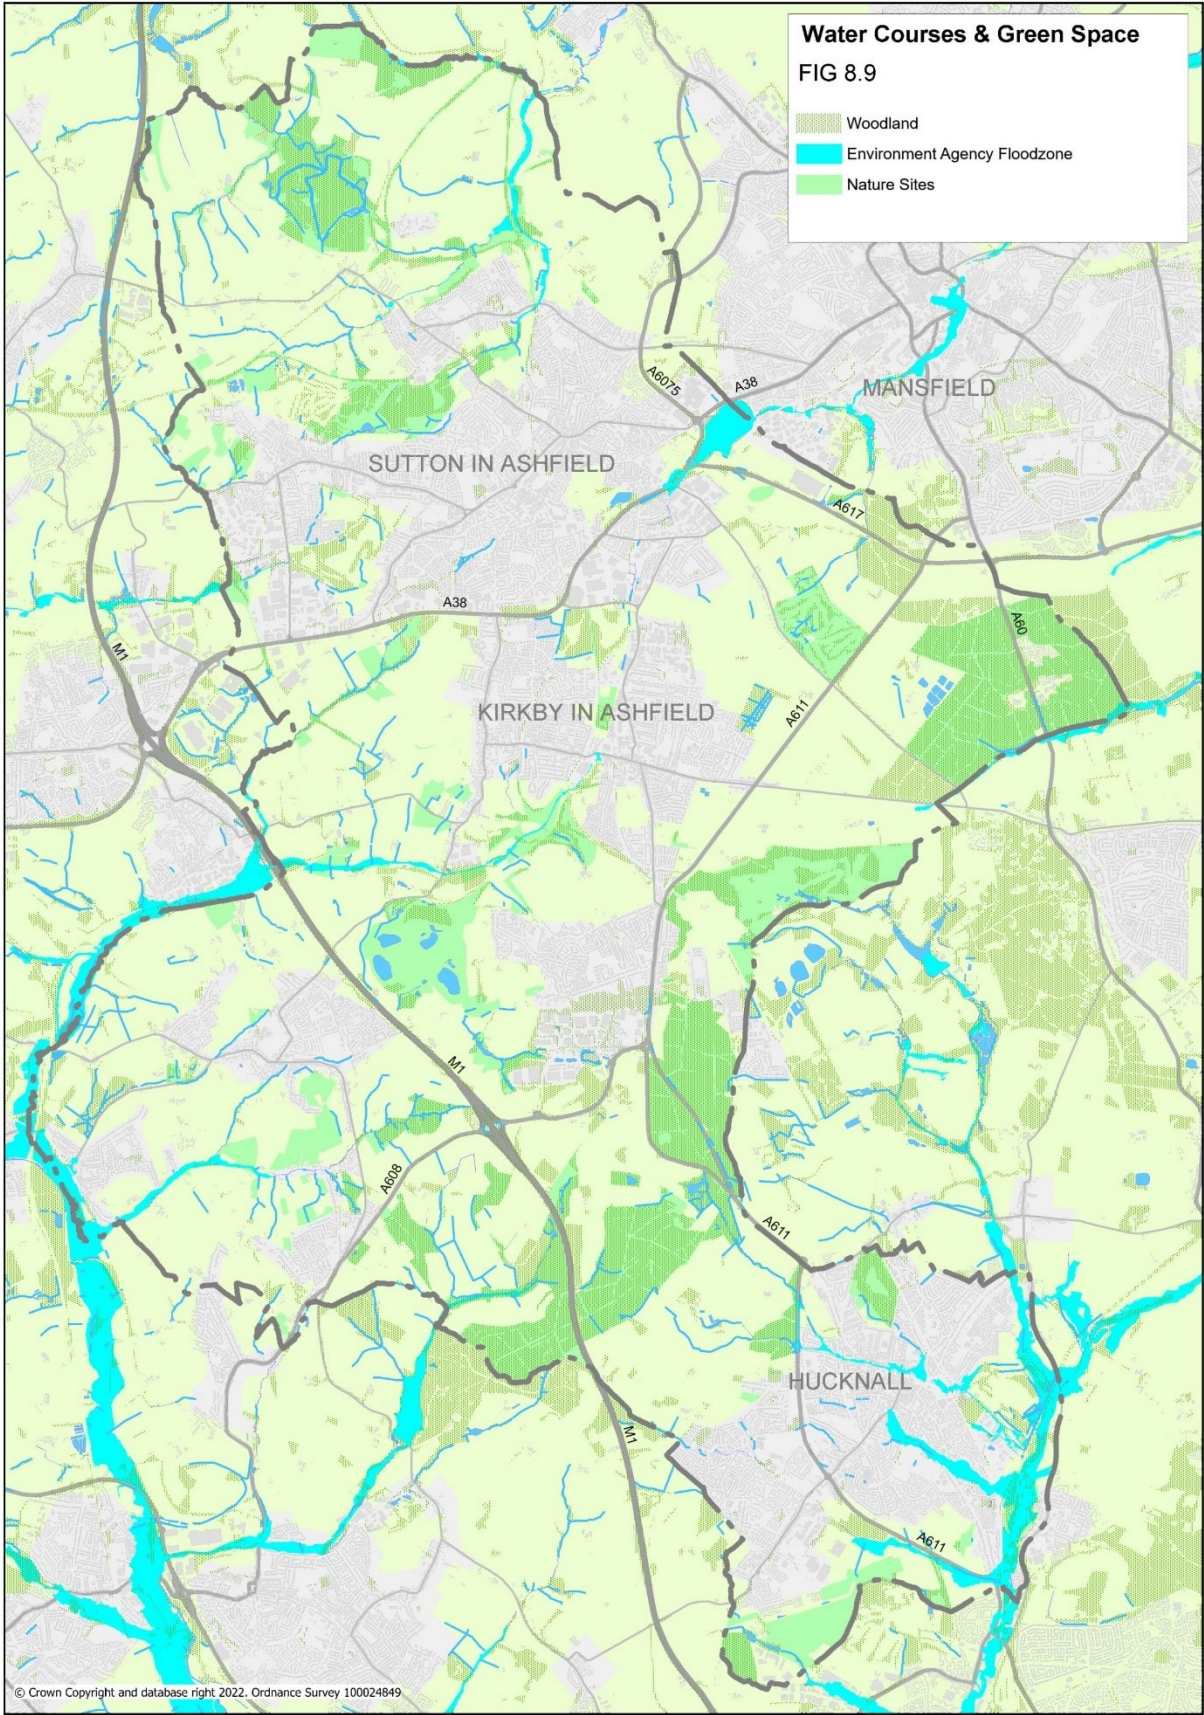 Water Courses & Green Space
FIG 8.9
Woodland
Environment Agency Floodzone
Nature Sites
A6075
A38
MANSFIELD
SUTTON IN ASHFIELD
A617
A38
A60
M1
KIRKBY IN ASHFIELD
A611
M1
A608
A611
HUCKNALL
M1
A611
© Crown Copyright and database right 2022. Ordnance Survey 100024849